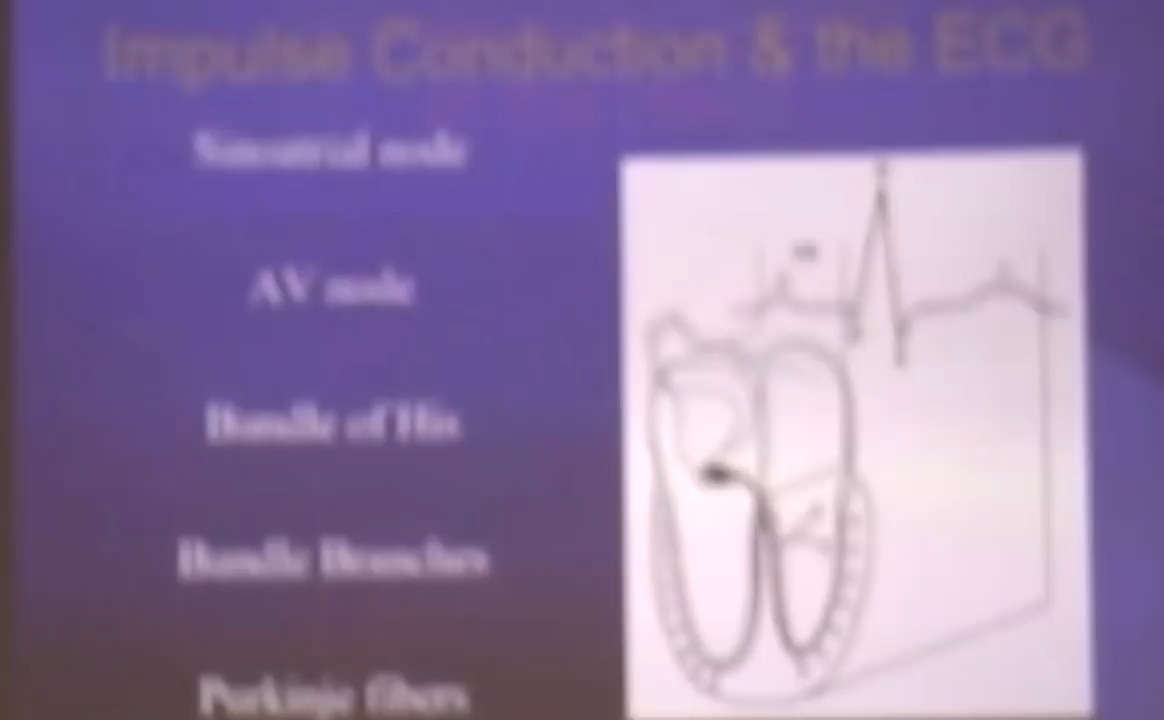 Impulse Conduction & the ECG
Sinoatrial node
AV node
Bundle of His
Bundle Branches
Purkinje fibers